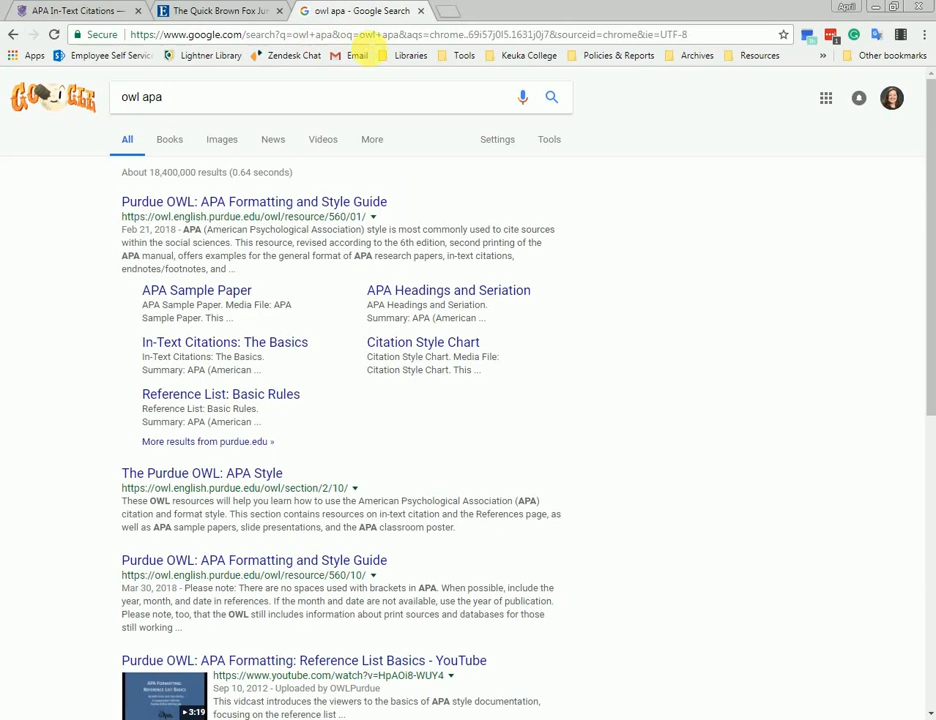 APA In-Text Citations —
The Quick Brown Fox Ju
owl apa - Google Search
April
Secure
https://www.google.com/search?q=owl+apa&oq=owl+apa&aqs=chrome..69i57j0l5.1631j0j7&sourceid=chrome&ie=UTF-8
Apps
Employee Self Servic
Lightner Library
Zendesk Chat
Email
Libraries
Tools
Keuka College
Policies & Reports
Archives
Resources
»
Other bookmarks
owl apa
All
Books
Images
News
Videos
More
Settings
Tools
About 18,400,000 results (0.64 seconds)
Purdue OWL: APA Formatting and Style Guide
https://owl.english.purdue.edu/owl/resource/560/01/
Feb 21, 2018 - APA (American Psychological Association) style is most commonly used to cite sources
within the social sciences. This resource, revised according to the 6th edition, second printing of the
APA manual, offers examples for the general format of APA research papers, in-text citations,
endnotes/footnotes, and ...
APA Sample Paper
APA Sample Paper. Media File: APA
Sample Paper. This ...
APA Headings and Seriation
APA Headings and Seriation.
Summary: APA (American ...
In-Text Citations: The Basics
In-Text Citations: The Basics.
Summary: APA (American ...
Citation Style Chart
Citation Style Chart. Media File:
Citation Style Chart. This ...
Reference List: Basic Rules
Reference List: Basic Rules.
Summary: APA (American ...
More results from purdue.edu »
The Purdue OWL: APA Style
https://owl.english.purdue.edu/owl/section/2/10/
These OWL resources will help you learn how to use the American Psychological Association (APA)
citation and format style. This section contains resources on in-text citation and the References page, as
well as APA sample papers, slide presentations, and the APA classroom poster.
Purdue OWL: APA Formatting and Style Guide
https://owl.english.purdue.edu/owl/resource/560/10/
Mar 30, 2018 - Please note: There are no spaces used with brackets in APA. When possible, include the
year, month, and date in references. If the month and date are not available, use the year of publication.
Please note, too, that the OWL still includes information about print sources and databases for those
still working ...
Purdue OWL: APA Formatting: Reference List Basics - YouTube
https://www.youtube.com/watch?v=HpAOi8-WUY4
Sep 10, 2012 - Uploaded by OWLPurdue
This vidcast introduces the viewers to the basics of APA style documentation,
focusing on the reference list ...
APA FORMATTING:
REFERENCE LIST BASICS
3:19